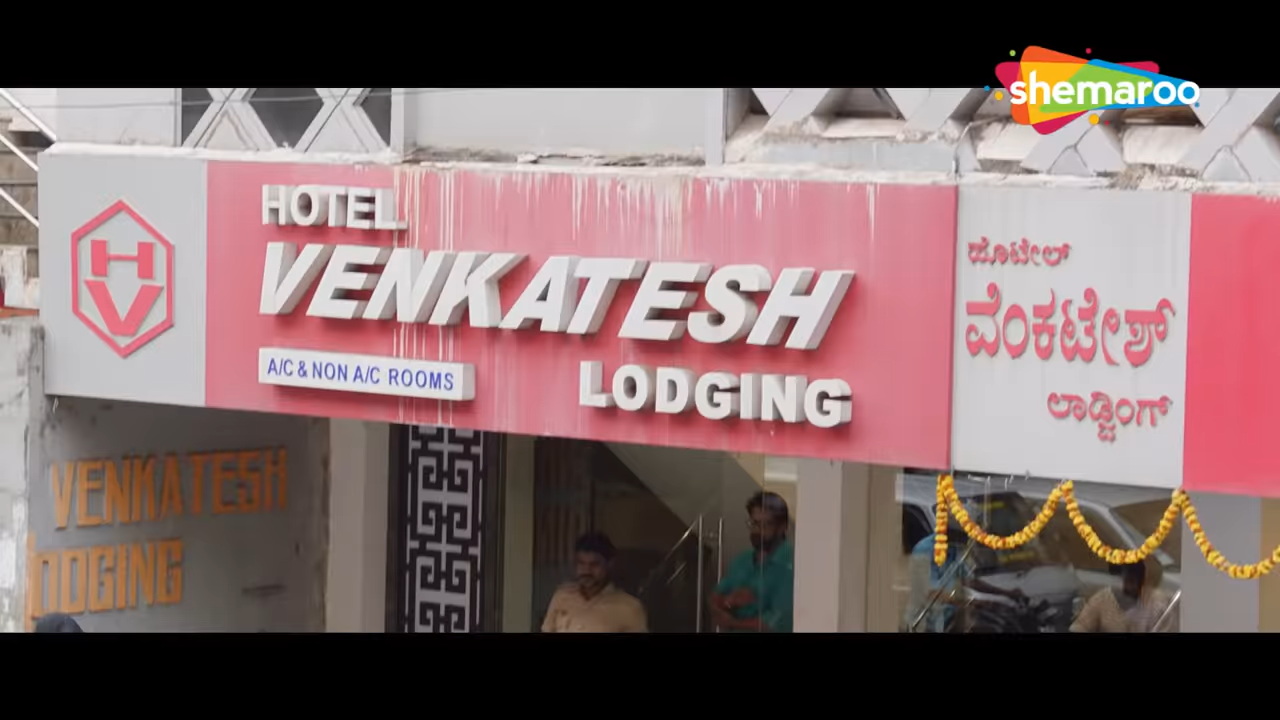 shemaroo
HV
HOTEL
VENKATESH
A/C & NON A/C ROOMS
LODGING
ಹೊಟೇಲ್
ವೆಂಕಟೇಶ್
ಲಾಡ್ಜಿಂಗ್
VENKATESH
LODGING